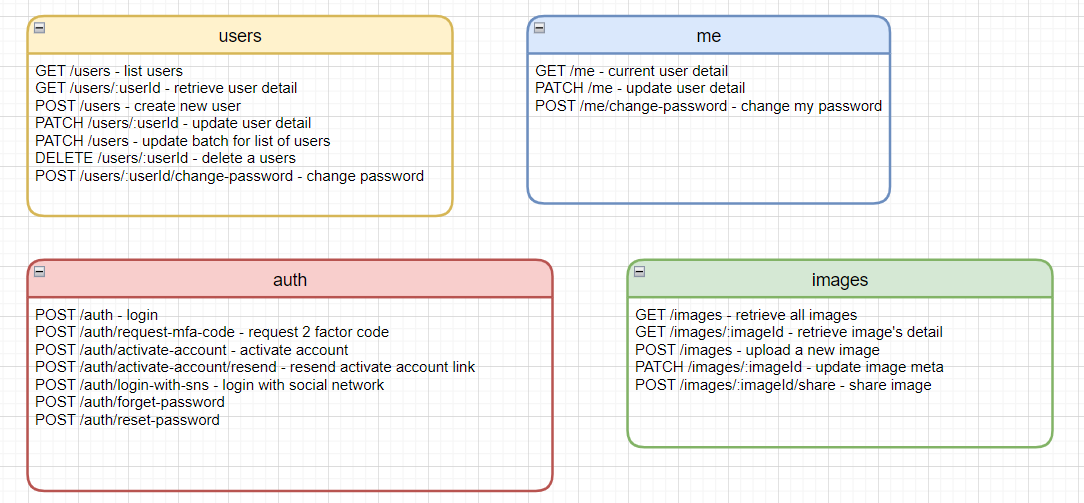 users
GET /users - list users
GET /users/:userId - retrieve user detail
POST /users - create new user
PATCH /users/:userId - update user detail
PATCH /users - update batch for list of users
DELETE /users/:userId - delete a users
POST /users/:userId/change-password - change password
me
GET /me - current user detail
PATCH /me - update user detail
POST /me/change-password - change my password
auth
POST /auth - login
POST /auth/request-mfa-code - request 2 factor code
POST /auth/activate-account - activate account
POST /auth/activate-account/resend - resend activate account link
POST /auth/login-with-sns - login with social network
POST /auth/forget-password
POST /auth/reset-password
images
GET /images - retrieve all images
GET /images/:imageId - retrieve image's detail
POST /images - upload a new image
PATCH /images/:imageId - update image meta
POST /images/:imageId/share - share image